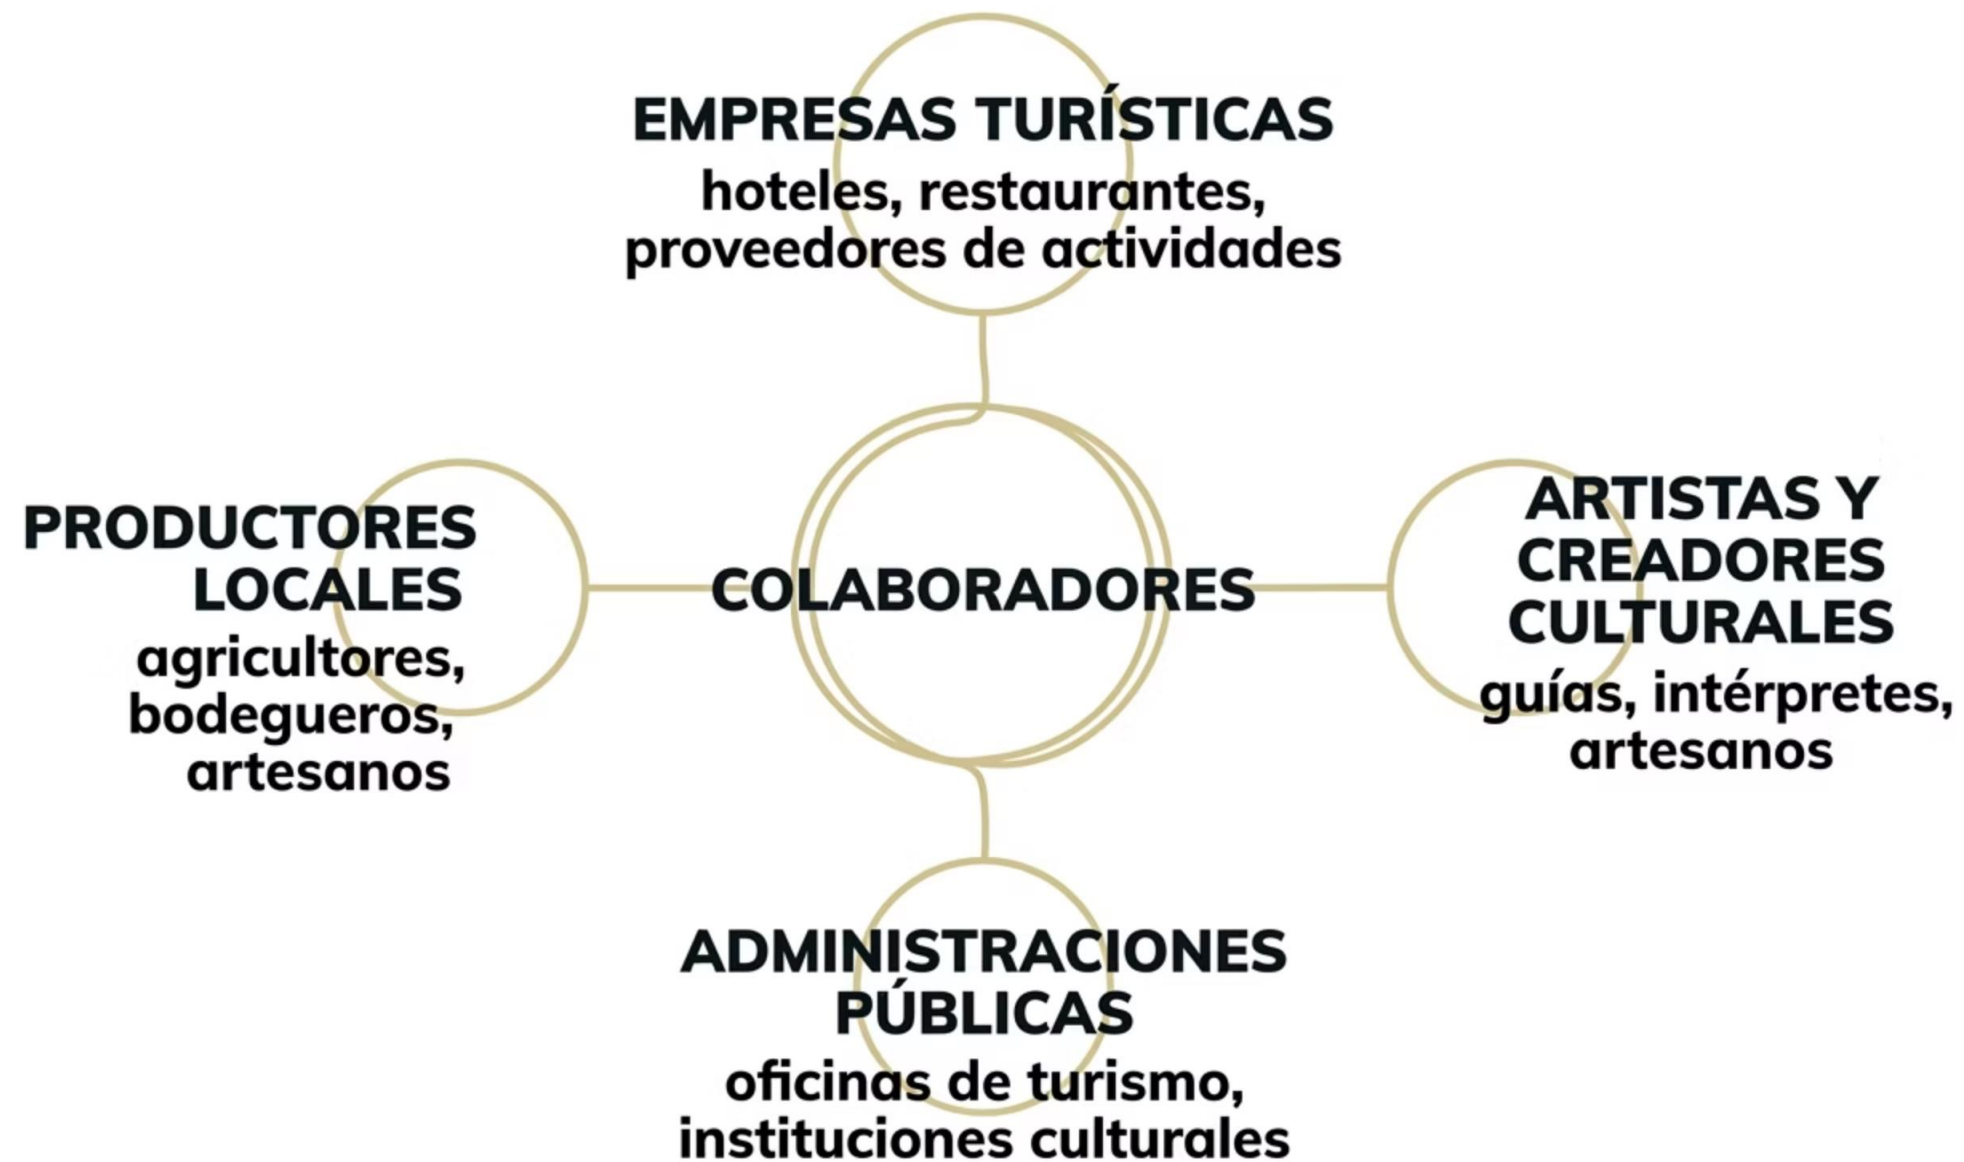 EMPRESAS TURÍSTICAS
hoteles, restaurantes,
proveedores de actividades
PRODUCTORES
LOCALES
agricultores,
bodegueros,
artesanos
COLABORADORES
ARTISTAS Y
CREADORES
CULTURALES
guías, intérpretes,
artesanos
ADMINISTRACIONES
PÚBLICAS
oficinas de turismo,
instituciones culturales